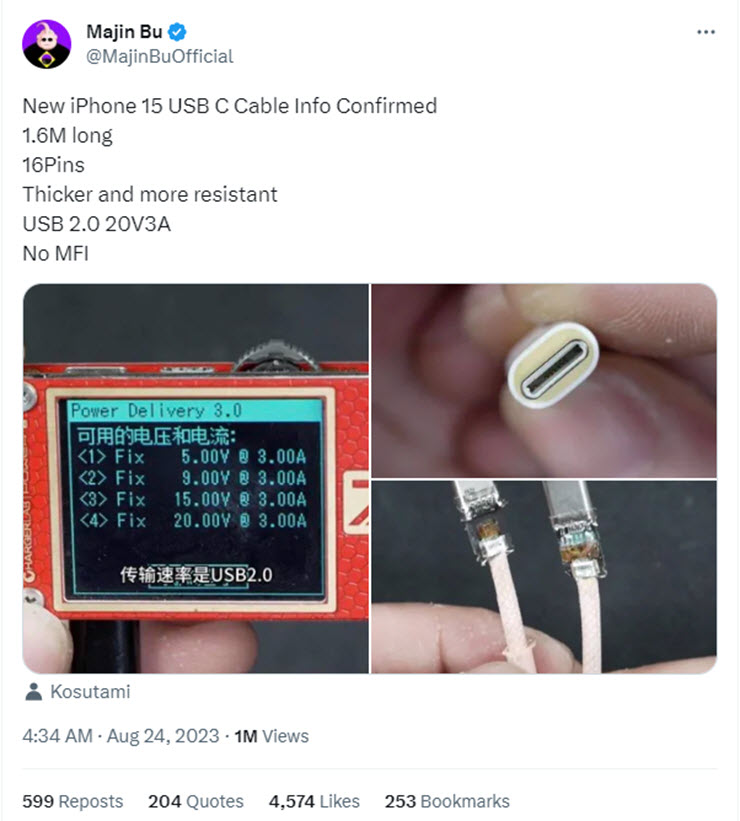 Majin Bu
@MajinBuOfficial
New iPhone 15 USB C Cable Info Confirmed
1.6M long
16Pins
Thicker and more resistant
USB 2.0 20V3A
No MFI
Power Delivery 3.0
可用的电压和电流:
<1> Fix 5.00V @ 3.00A
<2> Fix 9.00V @ 3.00A
<3> Fix 15.00V @ 3.00A
<4> Fix 20.00V @ 3.00A
传输速率是USB2.0
Kosutami
4:34 AM · Aug 24, 2023 · 1M Views
599 Reposts 204 Quotes 4,574 Likes 253 Bookmarks